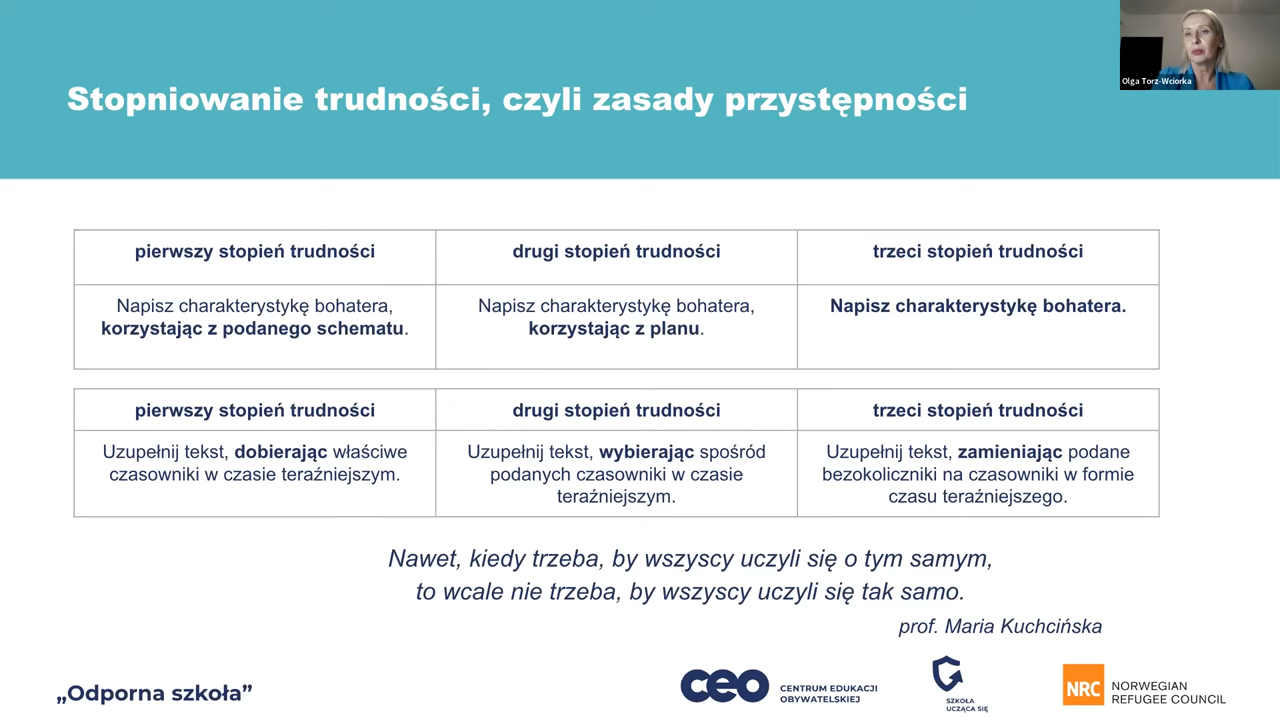 Olga Torz-Wciorka
Stopniowanie trudności, czyli zasady przystępności
pierwszy stopień trudności
drugi stopień trudności
trzeci stopień trudności
Napisz charakterystykę bohatera,
korzystając z podanego schematu.
Napisz charakterystykę bohatera,
korzystając z planu.
Napisz charakterystykę bohatera.
pierwszy stopień trudności
drugi stopień trudności
trzeci stopień trudności
Uzupełnij tekst, dobierając właściwe
czasowniki w czasie teraźniejszym.
Uzupełnij tekst, wybierając spośród
podanych czasowniki w czasie
teraźniejszym.
Uzupełnij tekst, zamieniając podane
bezokoliczniki na czasowniki w formie
czasu teraźniejszego.
Nawet, kiedy trzeba, by wszyscy uczyli się o tym samym,
to wcale nie trzeba, by wszyscy uczyli się tak samo.
prof. Maria Kuchcińska
„Odporna szkoła”
ceo
CENTRUM EDUKACJI
OBYWATELSKIEJ
SZKOŁA
UCZĄCA SIĘ
NRC
NORWEGIAN
REFUGEE COUNCIL